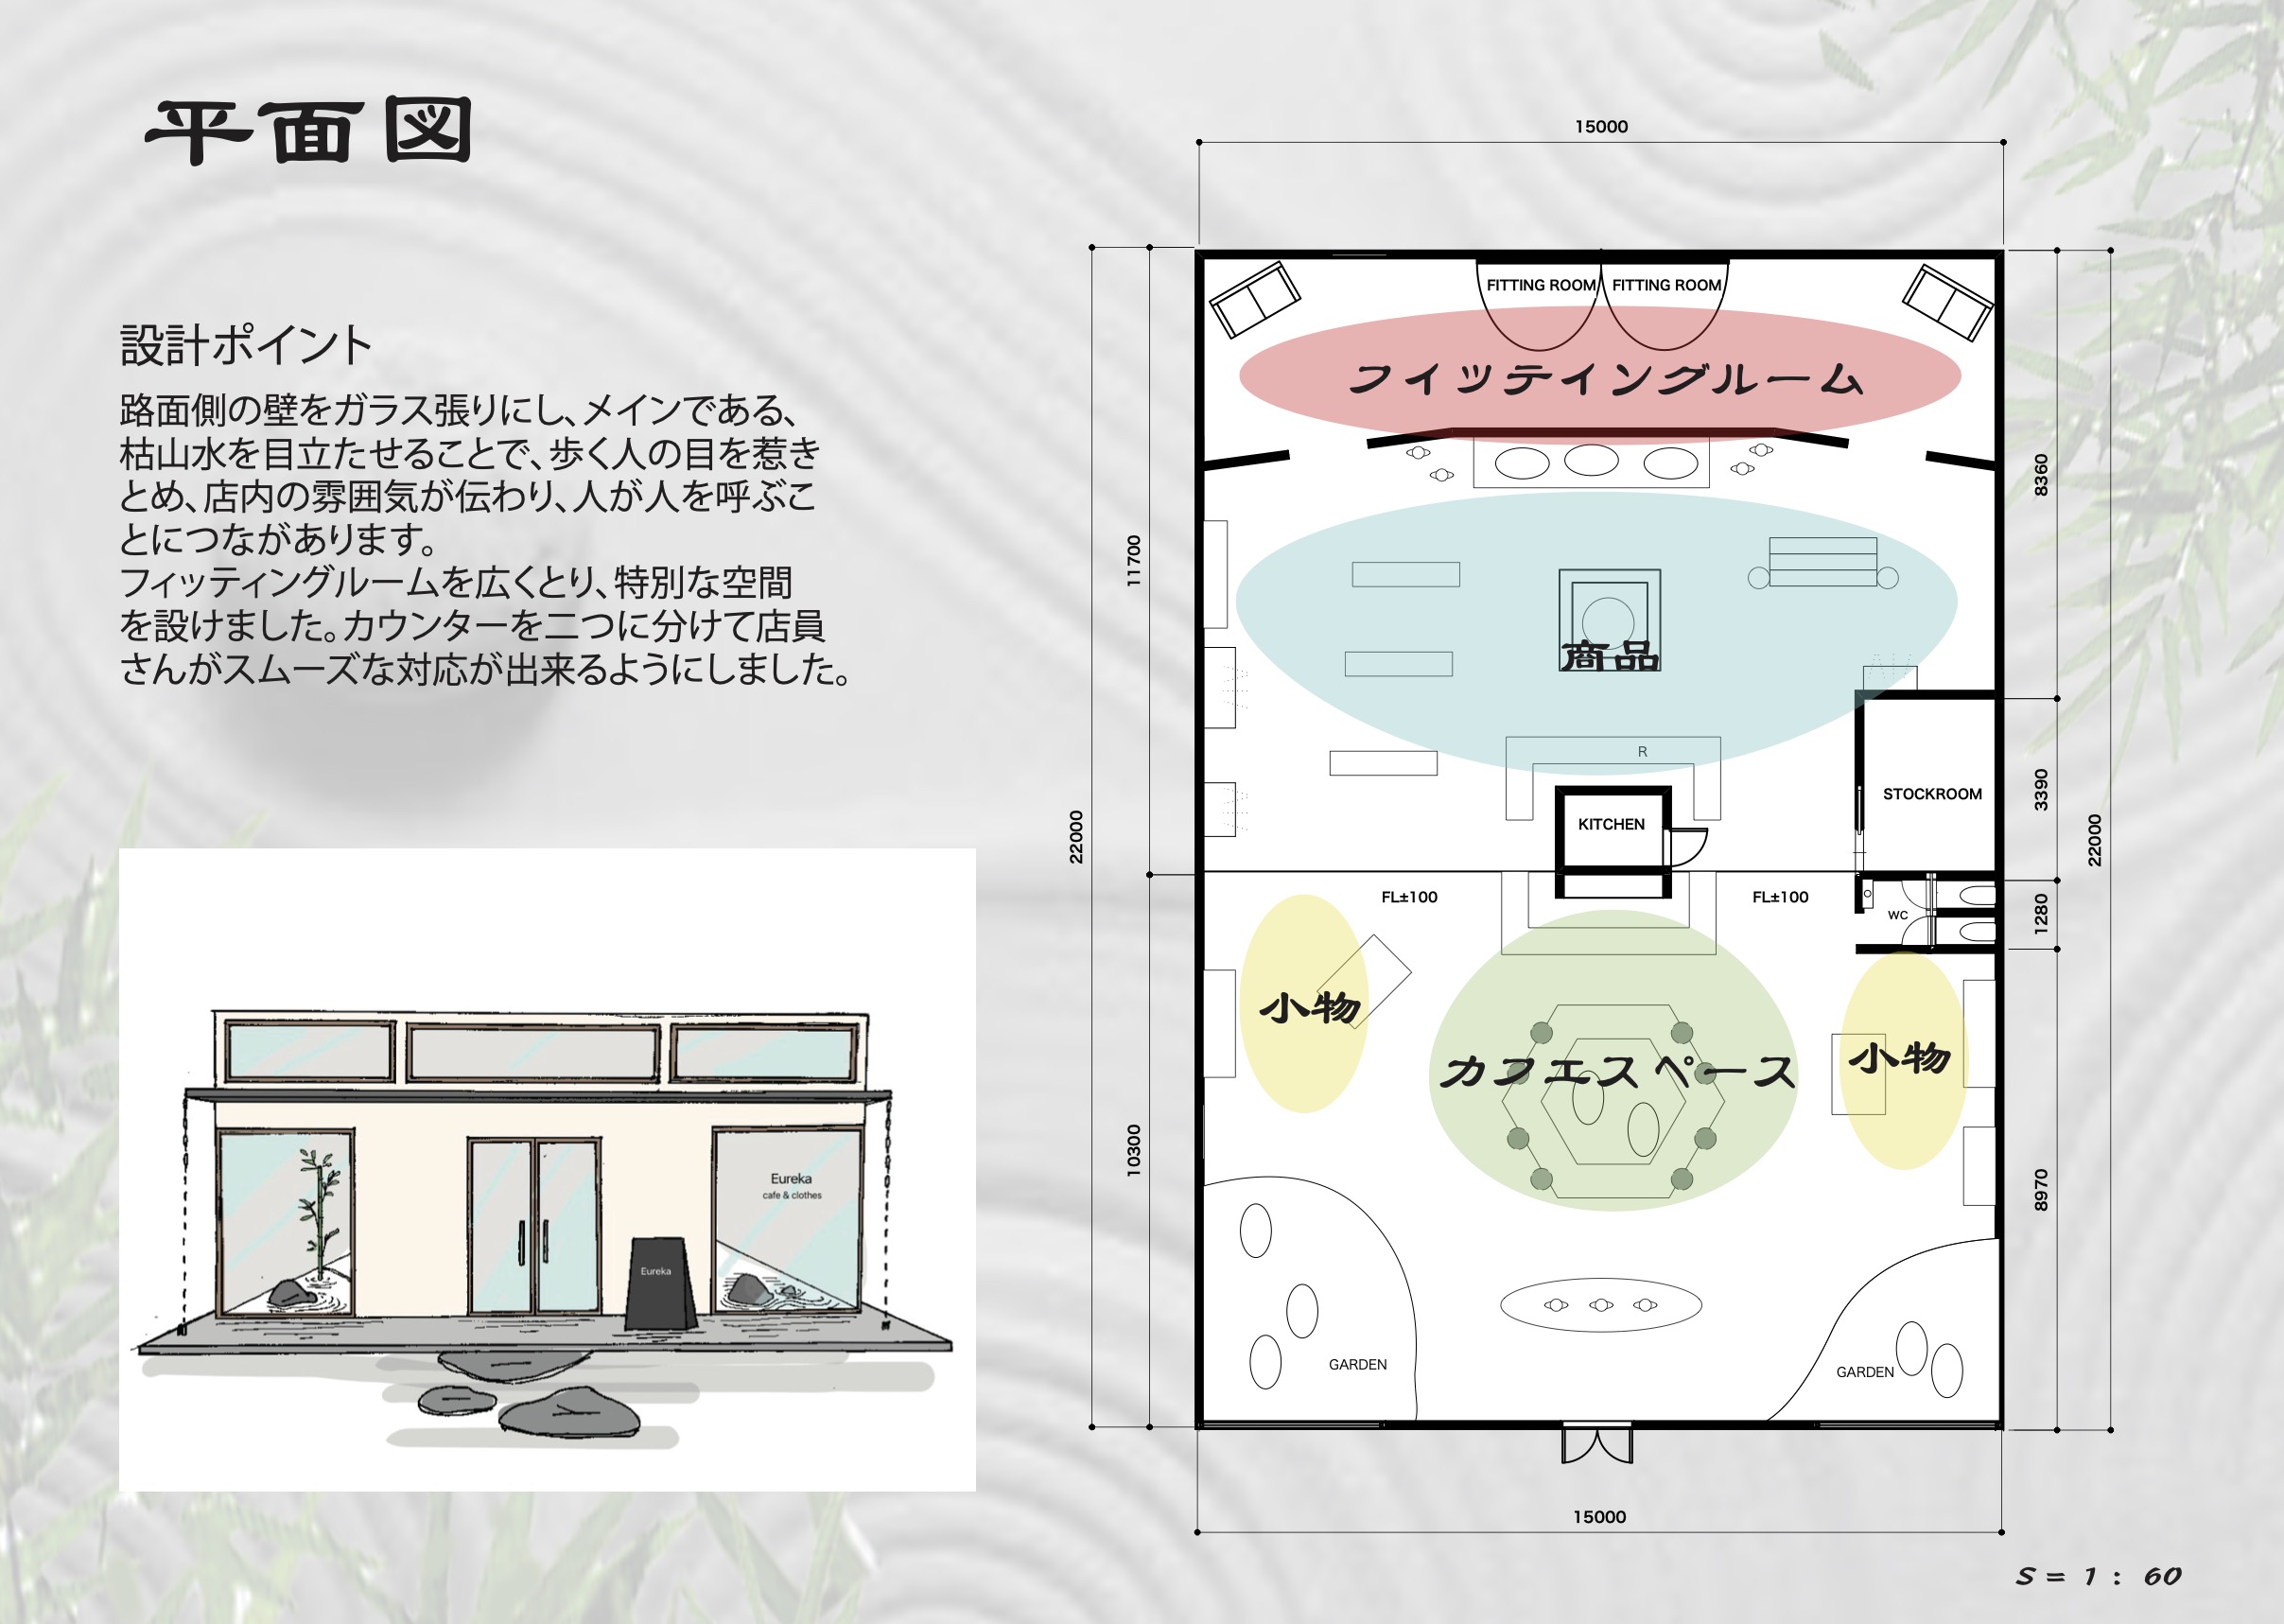 平面図
設計ポイント
路面側の壁をガラス張りにし、メインである、
枯山水を目立たせることで、歩く人の目を惹き
とめ、店内の雰囲気が伝わり、人が人を呼ぶこ
とにつながあります。
フィッティングルームを広くとり、特別な空間
を設けました。カウンターを二つに分けて店員
さんがスムーズな対応が出来るようにしました。
Eureka
cafe & clothes
Eureka
15000
FITTING ROOM
FITTING ROOM
フィッテイングルーム
8360
11700
商品
R
STOCKROOM
3390
KITCHEN
22000
22000
FL±100
FL±100
WC
1280
小物
カフェスペース
小物
10300
8970
GARDEN
GARDEN
15000
S = 1 : 60